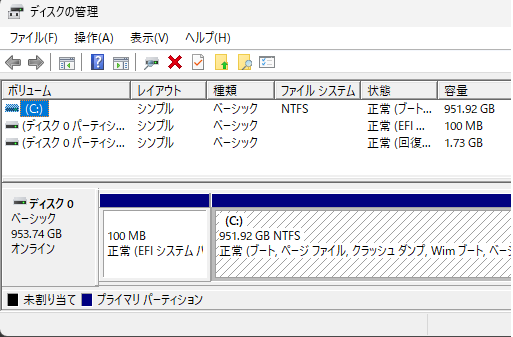 ディスクの管理
ファイル(F) 操作(A) 表示(V) ヘルプ(H)
ボリューム レイアウト 種類 ファイル システム 状態 容量
(C:) シンプル ベーシック NTFS 正常 (ブート... 951.92 GB
(ディスク 0 パーティシ... シンプル ベーシック 正常 (EFI ... 100 MB
(ディスク 0 パーティシ... シンプル ベーシック 正常 (回復... 1.73 GB
ディスク 0
ベーシック
953.74 GB
オンライン
100 MB
正常 (EFI システム パ
(C:)
951.92 GB NTFS
正常 (ブート, ページ ファイル, クラッシュ ダンプ, Wim ブート, ベー
未割り当て プライマリ パーティション